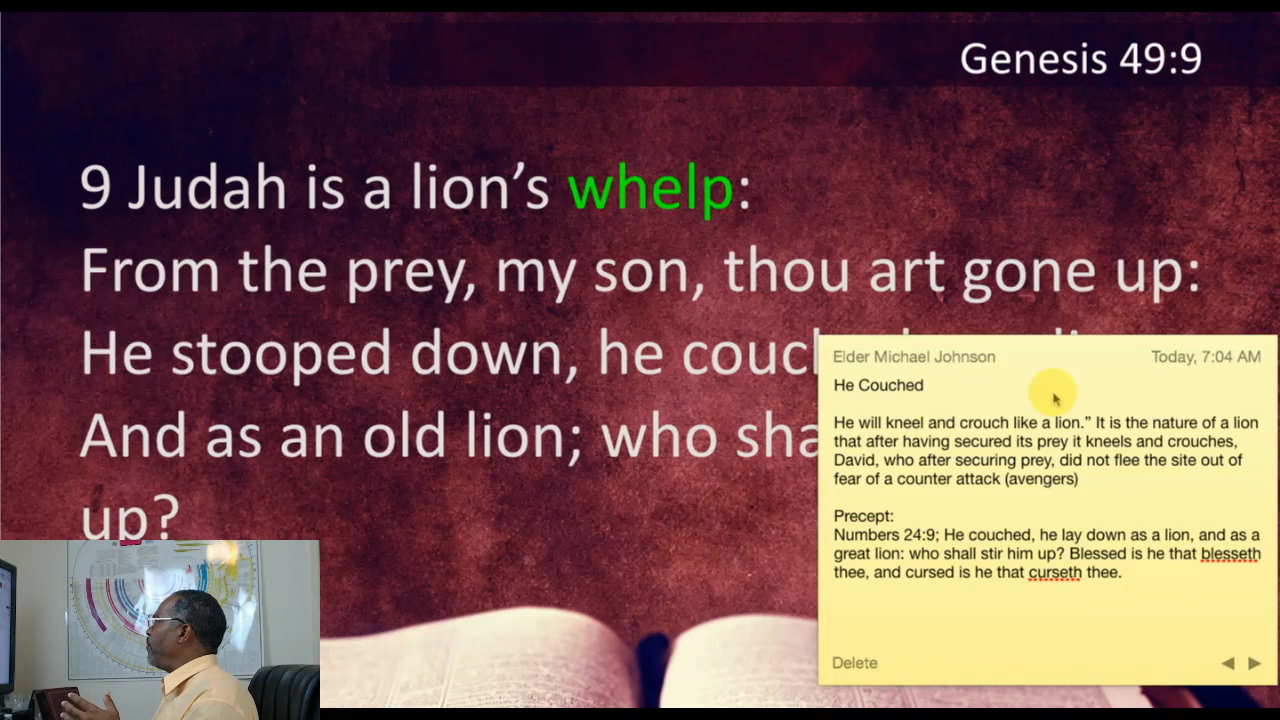 Genesis 49:9
9 Judah is a lion’s whelp:
From the prey, my son, thou art gone up:
He stooped down, he
And as an old lion; who
up?
Elder Michael Johnson
Today, 7:04 AM
He Couched
He will kneel and crouch like a lion.” It is the nature of a lion
that after having secured its prey it kneels and crouches,
David, who after securing prey, did not flee the site out of
fear of a counter attack (avengers)
Precept:
Numbers 24:9; He couched, he lay down as a lion, and as a
great lion: who shall stir him up? Blessed is he that blesseth
thee, and cursed is he that curseth thee.
Delete